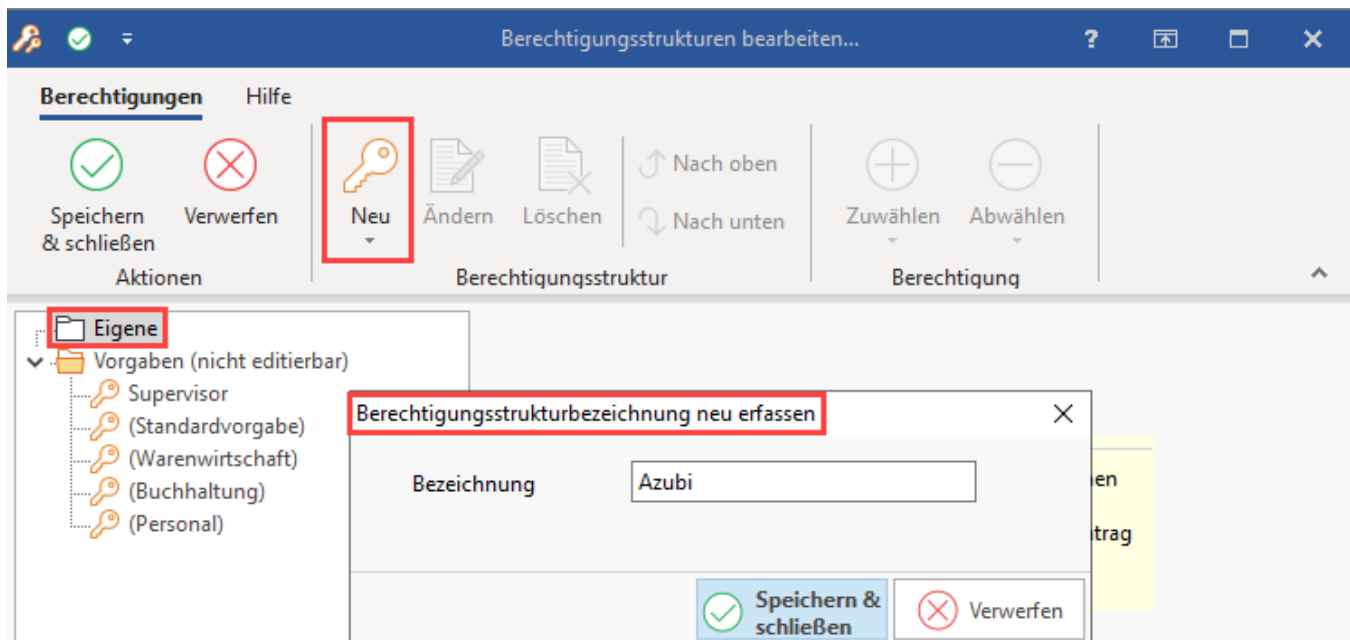 Berechtigungsstrukturen bearbeiten...
?
Berechtigungen Hilfe
Speichern & schließen
Verwerfen
Neu
Ändern
Löschen
Nach oben
Nach unten
Zuwählen
Abwählen
Aktionen
Berechtigungsstruktur
Berechtigung
Eigene
Vorgaben (nicht editierbar)
Supervisor
(Standardvorgabe)
(Warenwirtschaft)
(Buchhaltung)
(Personal)
Berechtigungsstrukturbezeichnung neu erfassen
Bezeichnung Azubi
Speichern &
schließen
Verwerfen